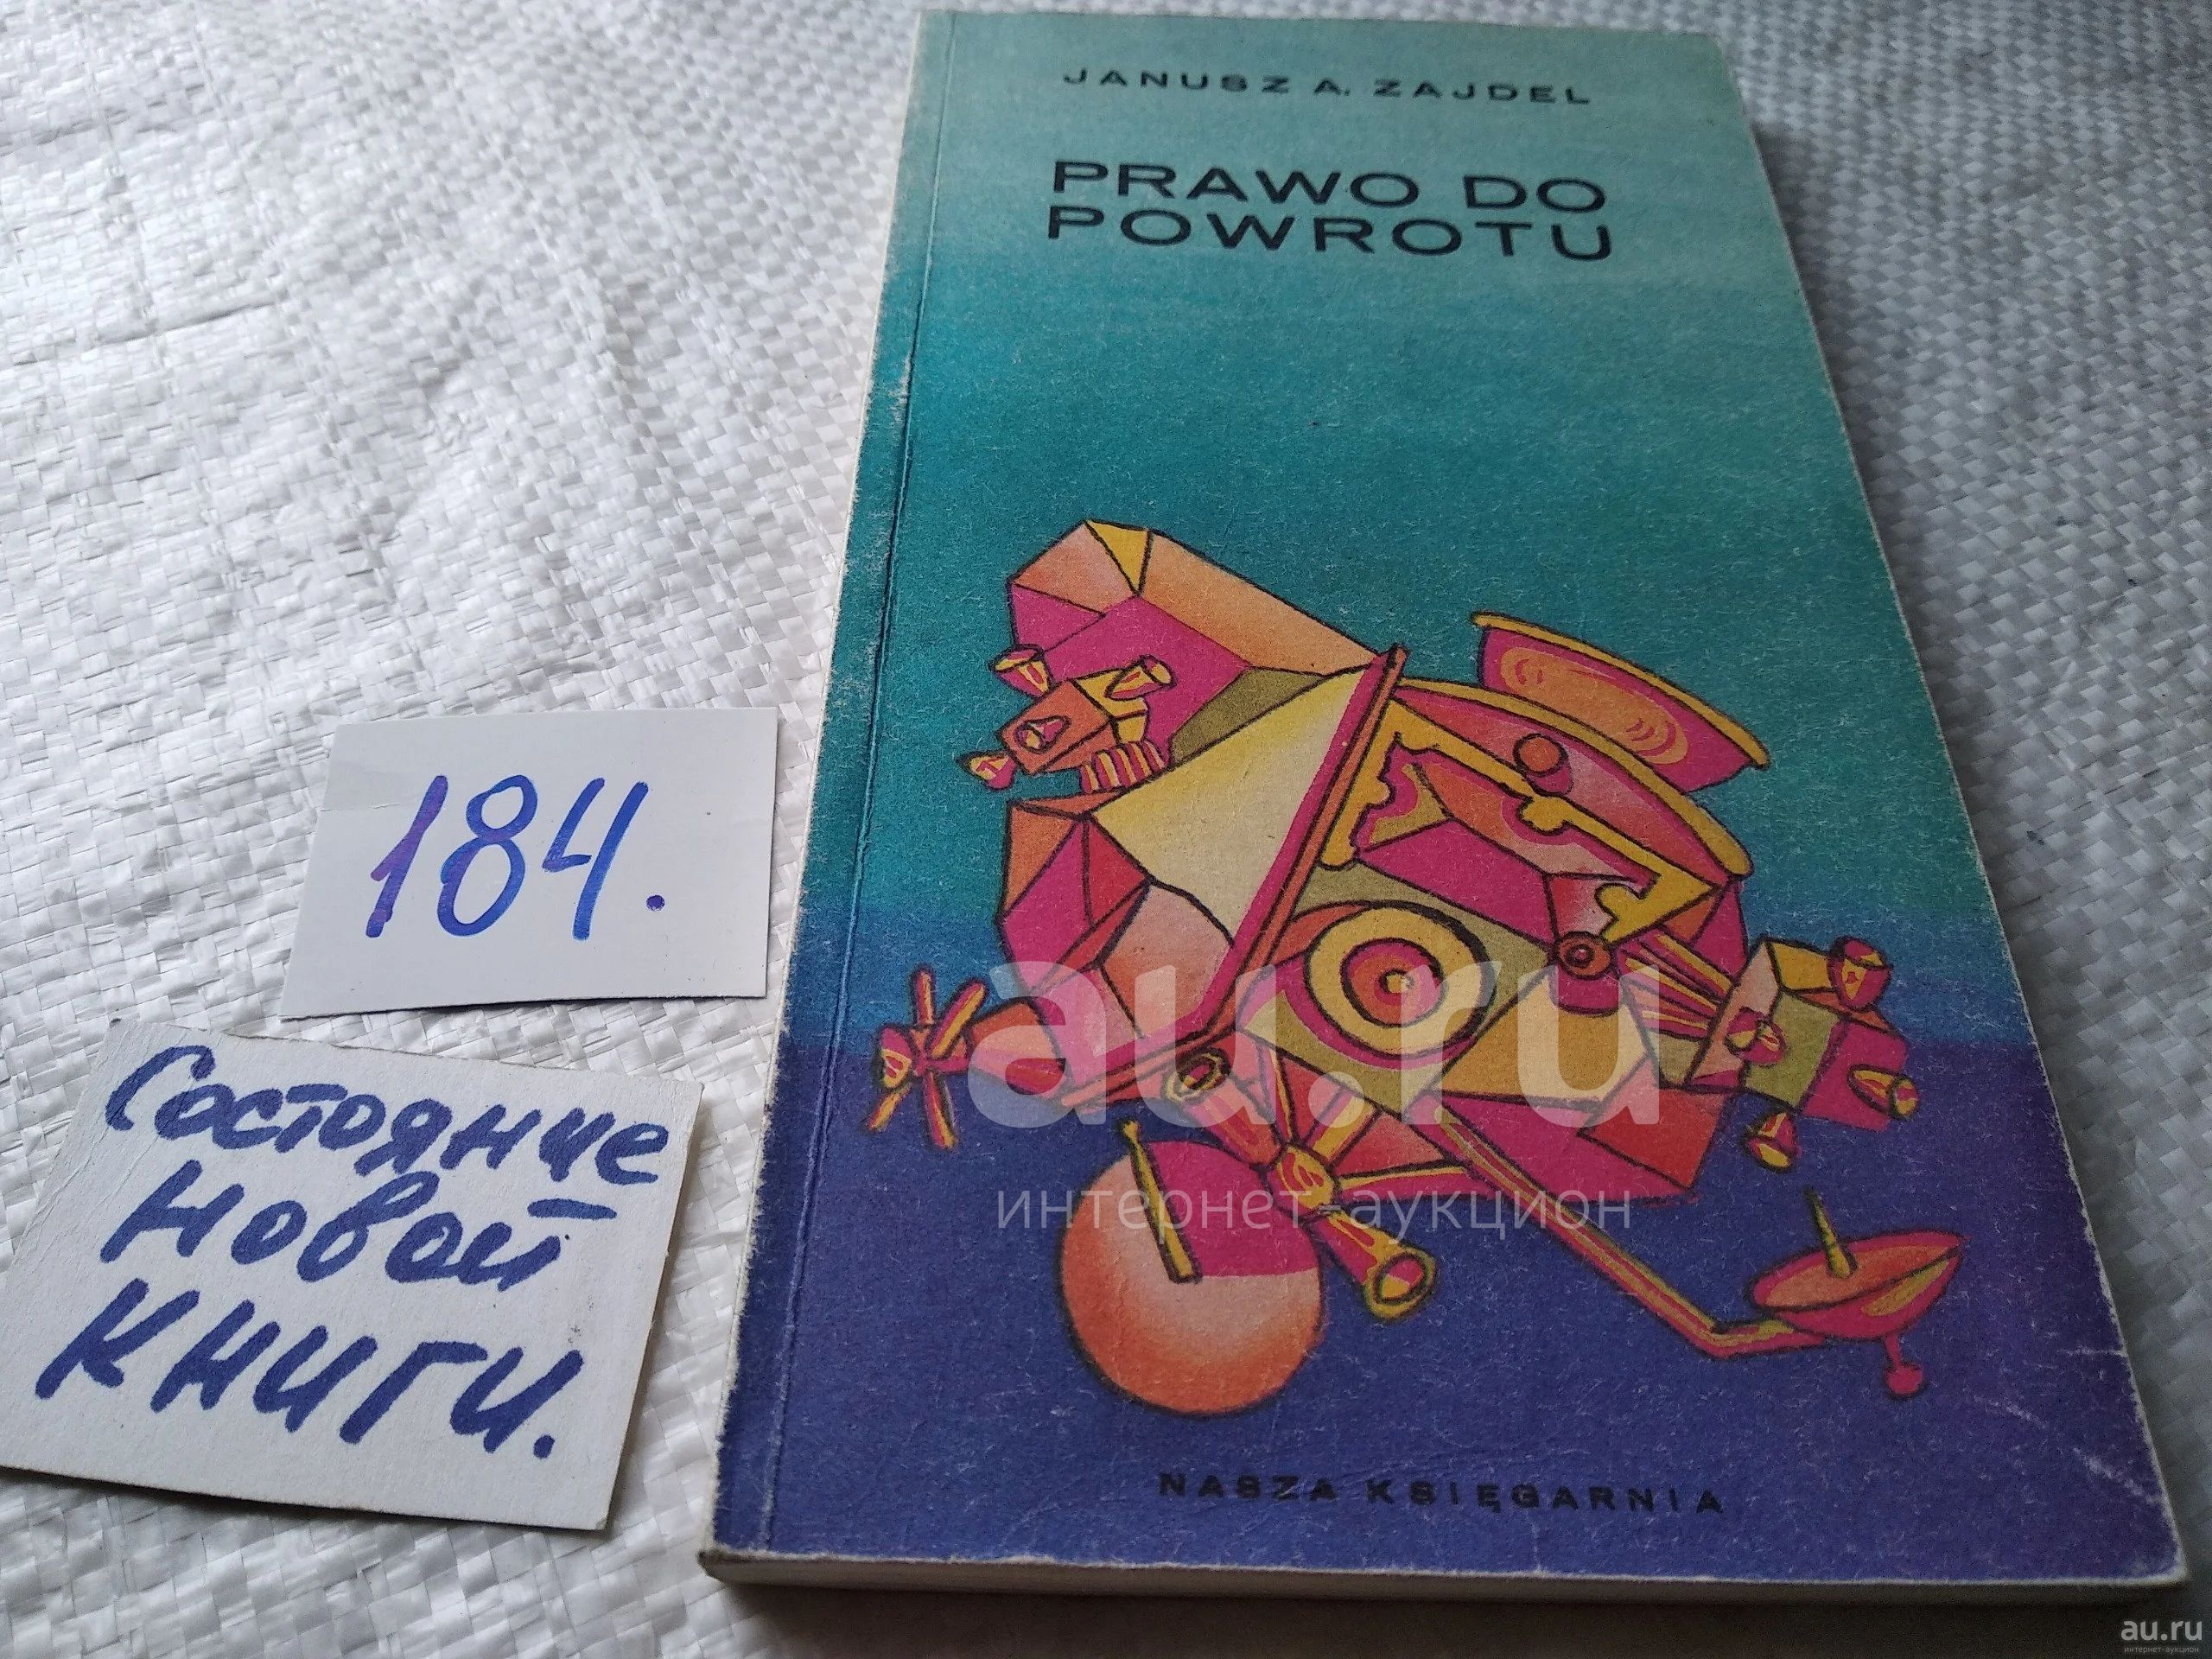 JANUSZ A. ZAJDEL
PRAWO DO
POWROTU
184.
Состояние
новой
книги.
au.ru
интернет-аукцион
NASZA KSIĘGARNIA
au.ru
интернет-аукцион